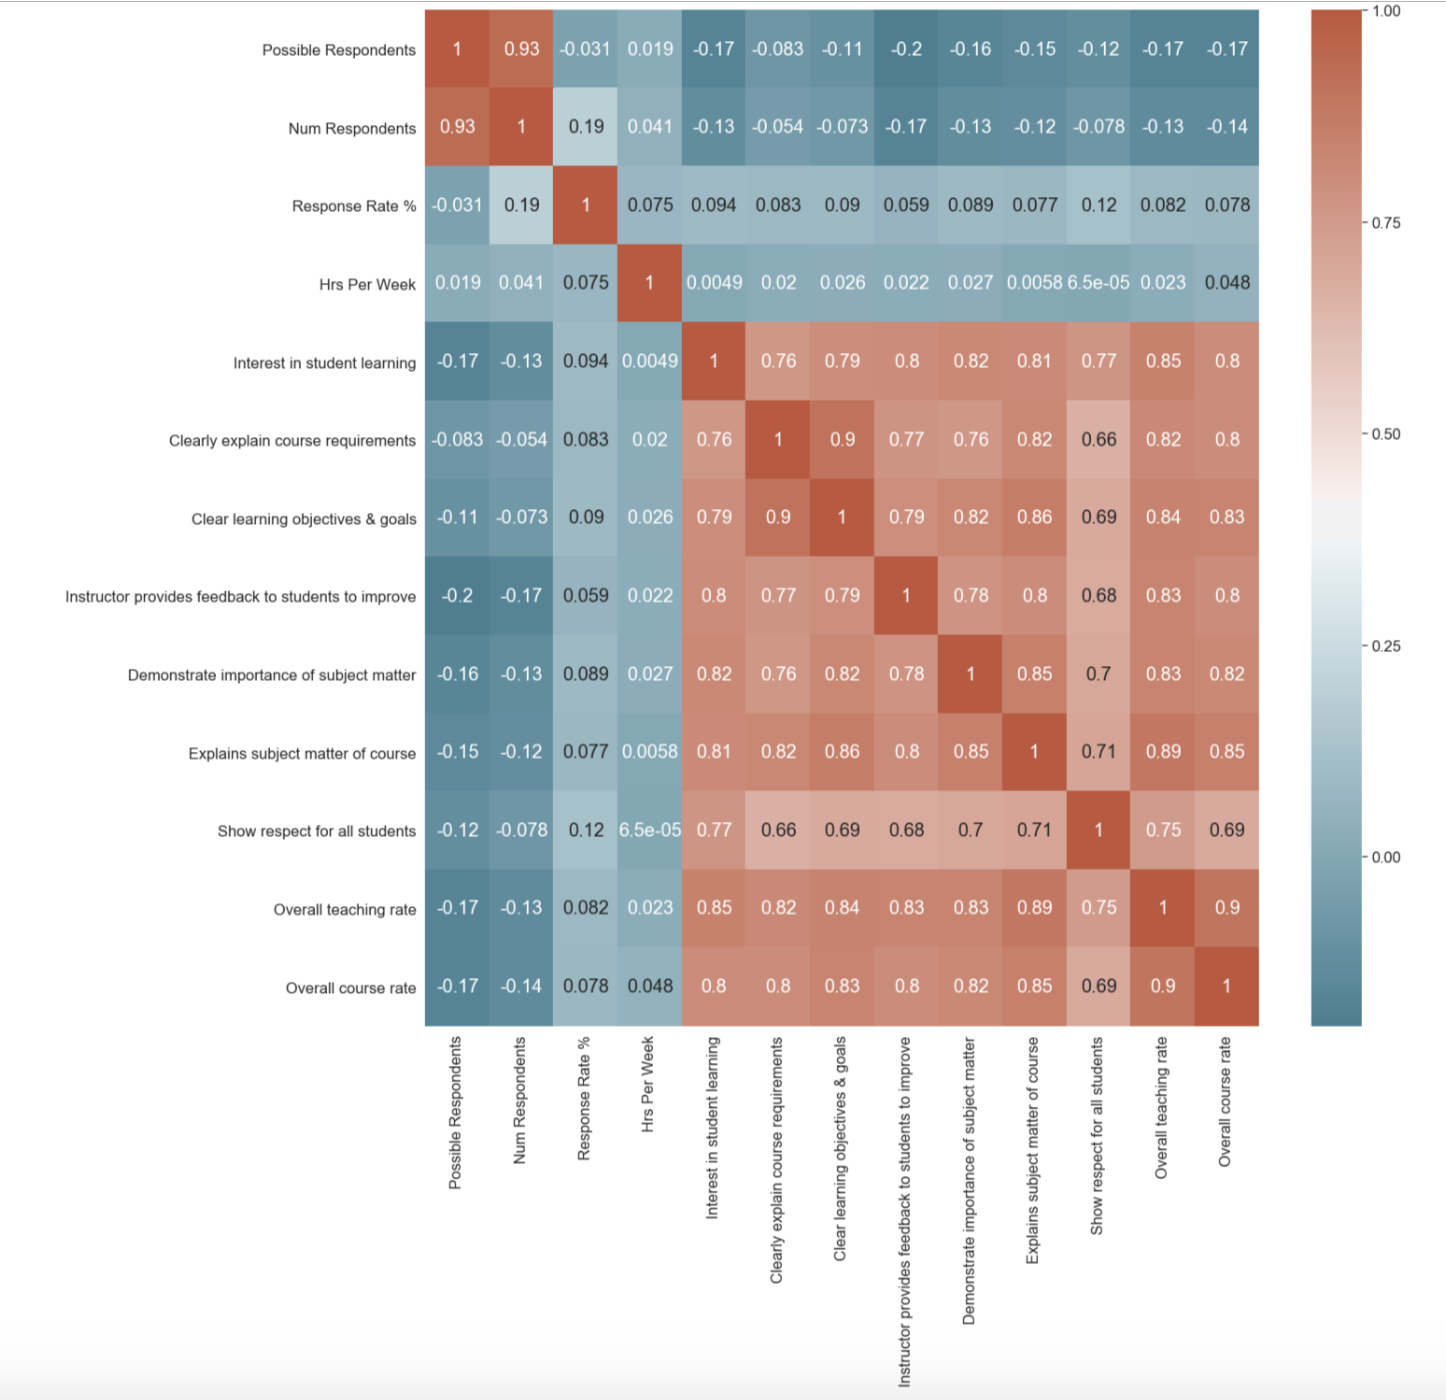 Possible Respondents 1 0.93 -0.031 0.019 -0.17 -0.083 -0.11 -0.2 -0.16 -0.15 -0.12 -0.17 -0.17
Num Respondents 0.93 1 0.19 0.041 -0.13 -0.054 -0.073 -0.17 -0.13 -0.12 -0.078 -0.13 -0.14
Response Rate % -0.031 0.19 1 0.075 0.094 0.083 0.09 0.059 0.089 0.077 0.12 0.082 0.078
Hrs Per Week 0.019 0.041 0.075 1 0.0049 0.02 0.026 0.022 0.027 0.0058 6.5e-05 0.023 0.048
Interest in student learning -0.17 -0.13 0.094 0.0049 1 0.76 0.79 0.8 0.82 0.81 0.77 0.85 0.8
Clearly explain course requirements -0.083 -0.054 0.083 0.02 0.76 1 0.9 0.77 0.76 0.82 0.66 0.82 0.8
Clear learning objectives & goals -0.11 -0.073 0.09 0.026 0.79 0.9 1 0.79 0.82 0.86 0.69 0.84 0.83
Instructor provides feedback to students to improve -0.2 -0.17 0.059 0.022 0.8 0.77 0.79 1 0.78 0.8 0.68 0.83 0.8
Demonstrate importance of subject matter -0.16 -0.13 0.089 0.027 0.82 0.76 0.82 0.78 1 0.85 0.7 0.83 0.82
Explains subject matter of course -0.15 -0.12 0.077 0.0058 0.81 0.82 0.86 0.8 0.85 1 0.71 0.89 0.85
Show respect for all students -0.12 -0.078 0.12 6.5e-05 0.77 0.66 0.69 0.68 0.7 0.71 1 0.75 0.69
Overall teaching rate -0.17 -0.13 0.082 0.023 0.85 0.82 0.84 0.83 0.83 0.89 0.75 1 0.9
Overall course rate -0.17 -0.14 0.078 0.048 0.8 0.8 0.83 0.8 0.82 0.85 0.69 0.9 1
Possible Respondents
Num Respondents
Response Rate %
Hrs Per Week
Interest in student learning
Clearly explain course requirements
Clear learning objectives & goals
Instructor provides feedback to students to improve
Demonstrate importance of subject matter
Explains subject matter of course
Show respect for all students
Overall teaching rate
Overall course rate
1.00
0.75
0.50
0.25
0.00